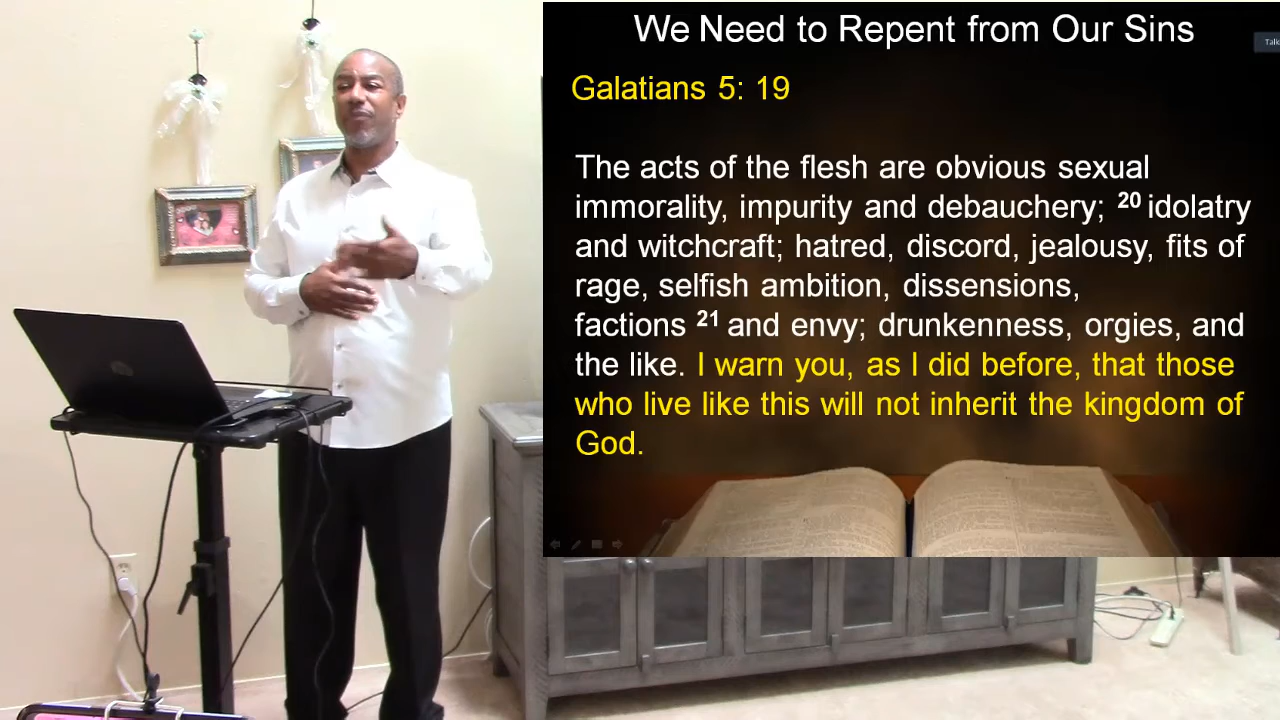 We Need to Repent from Our Sins
Talk
Galatians 5: 19
The acts of the flesh are obvious sexual
immorality, impurity and debauchery; 20 idolatry
and witchcraft; hatred, discord, jealousy, fits of
rage, selfish ambition, dissensions,
factions 21 and envy; drunkenness, orgies, and
the like. I warn you, as I did before, that those
who live like this will not inherit the kingdom of
God.